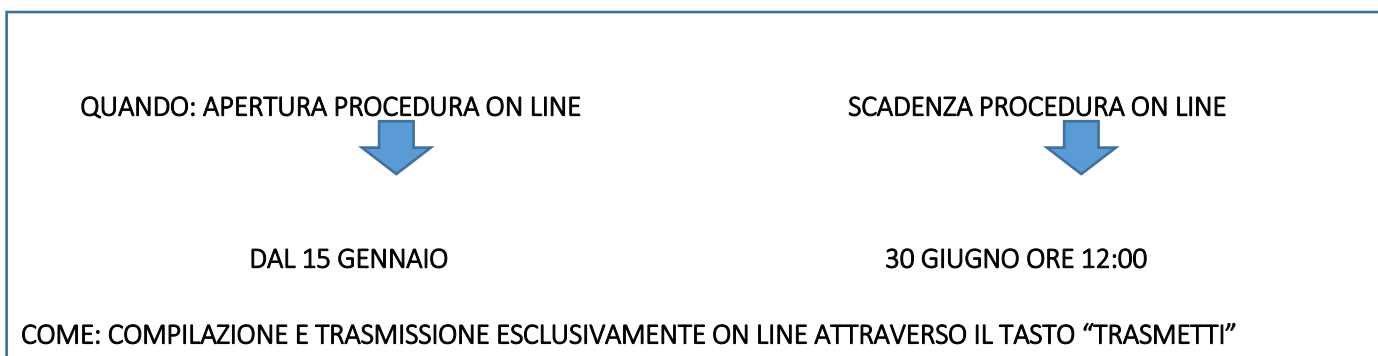 QUANDO: APERTURA PROCEDURA ON LINE
SCADENZA PROCEDURA ON LINE
DAL 15 GENNAIO
30 GIUGNO ORE 12:00
COME: COMPILAZIONE E TRASMISSIONE ESCLUSIVAMENTE ON LINE ATTRAVERSO IL TASTO “TRASMETTI”